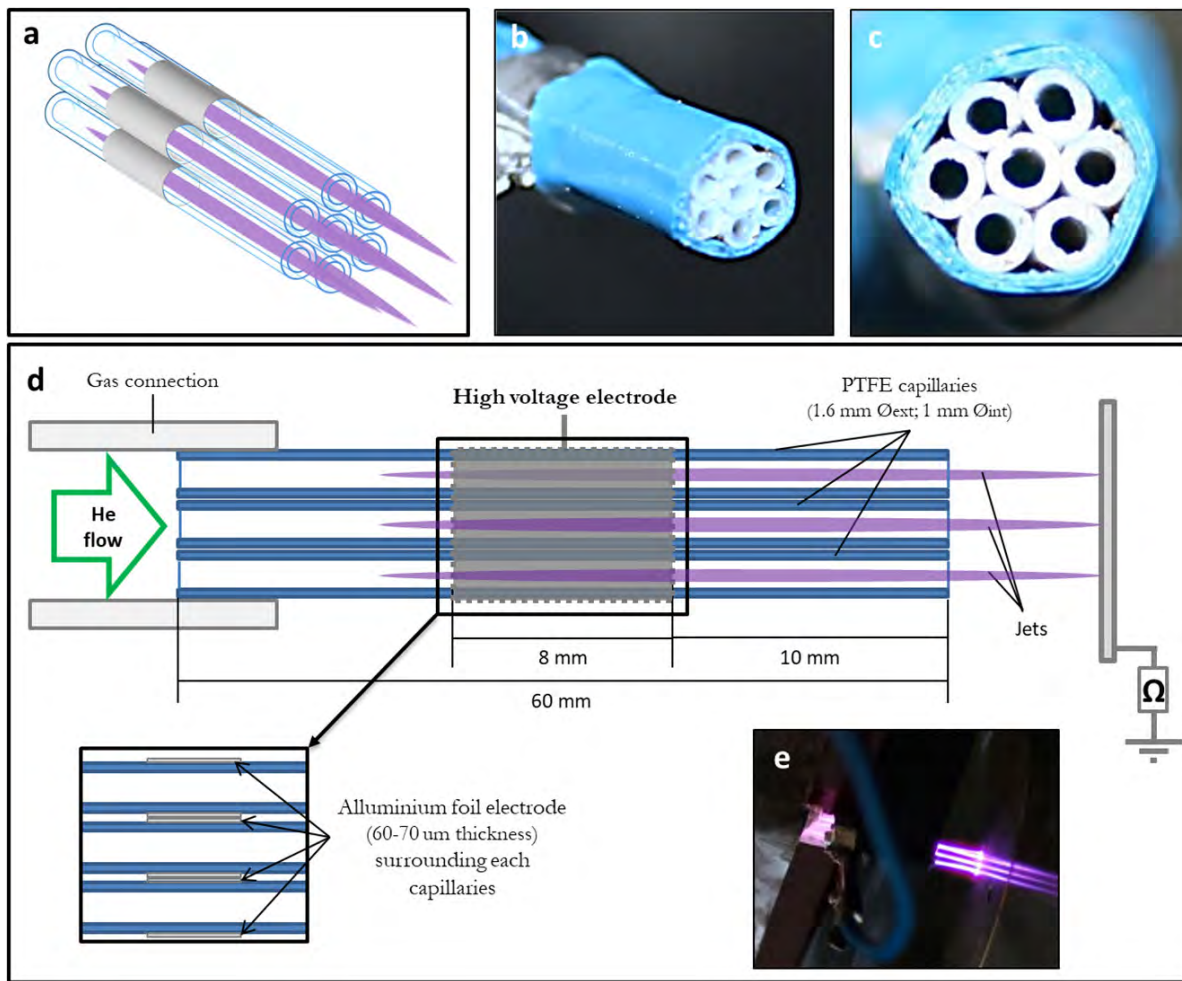 a
b
c
d
Gas connection
High voltage electrode
PTFE capillaries
(1.6 mm Øext; 1 mm Øint)
He
flow
Jets
8 mm
10 mm
60 mm
Ω
Alluminium foil electrode
(60-70 um thickness)
surrounding each
capillaries
e